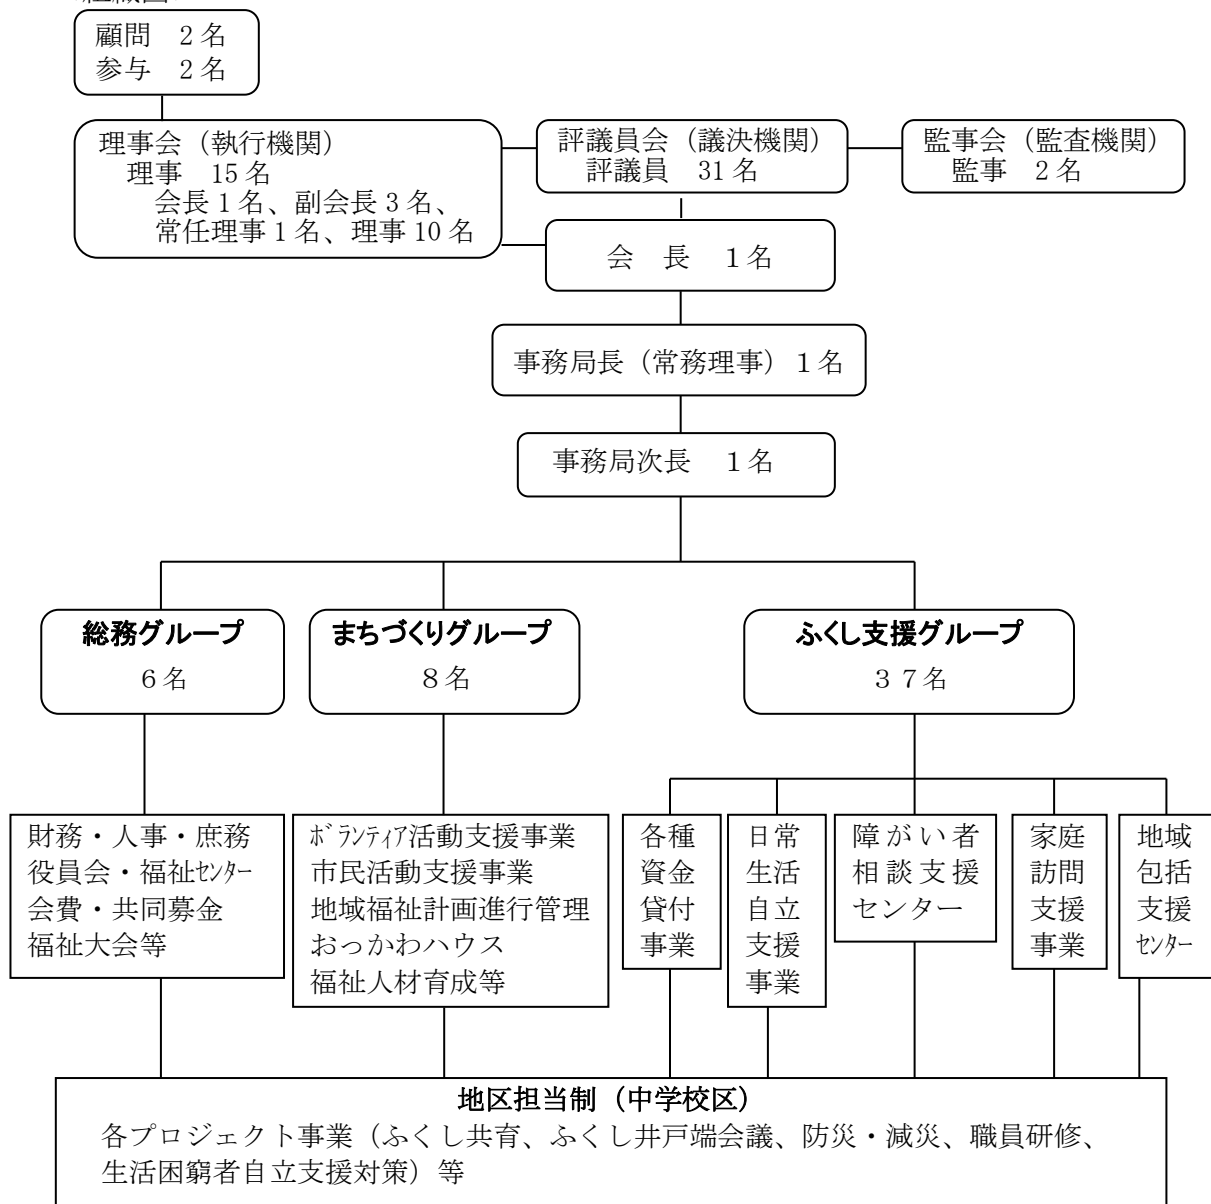 顧問　2名
参与　2名
理事会（執行機関）
理事　15名
会長1名、副会長3名、
常任理事1名、理事10名
評議員会（議決機関）
評議員　31名
監事会（監査機関）
監事　2名
会　長　１名
事務局長（常務理事）１名
事務局次長　１名
総務グループ
６名
まちづくりグループ
８名
ふくし支援グループ
３７名
財務・人事・庶務
役員会・福祉ｾﾝﾀｰ
会費・共同募金
福祉大会等
ﾎﾞﾗﾝﾃｨｱ活動支援事業
市民活動支援事業
地域福祉計画進行管理
おっかわハウス
福祉人材育成等
各種
資金
貸付
事業
日常
生活
自立
支援
事業
障がい者
相談支援
センター
家庭
訪問
支援
事業
地域
包括
支援
ｾﾝﾀｰ
地区担当制（中学校区）
各プロジェクト事業（ふくし共育、ふくし井戸端会議、防災・減災、職員研修、
生活困窮者自立支援対策）等